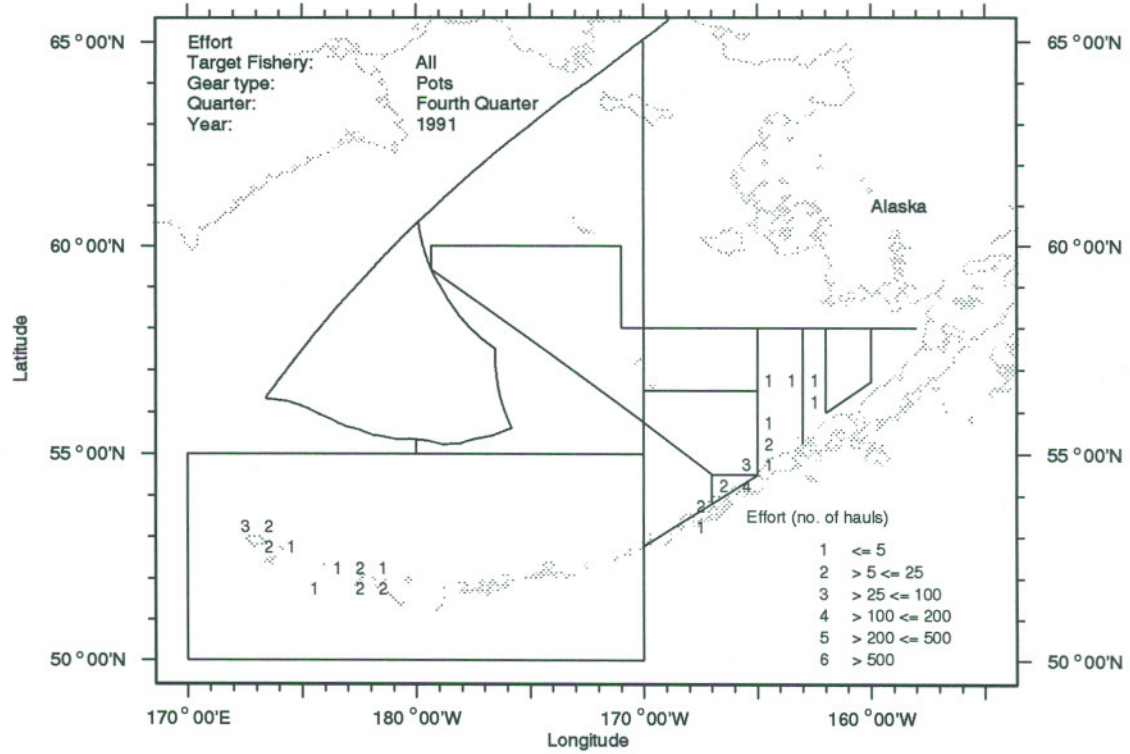 65°00'N 65°00'N
Effort
Target Fishery: All
Gear type: Pots
Quarter: Fourth Quarter
Year: 1991
Alaska
60°00'N 60°00'N
Latitude
1 1 1
1
1
2
55°00'N 3 1 55°00'N
2 4
2
3 2 1 Effort (no. of hauls)
2 1
1 2 1
1 2 2
1 <= 5
2 > 5 <= 25
3 > 25 <= 100
4 > 100 <= 200
5 > 200 <= 500
6 > 500
50°00'N 50°00'N
170°00'E 180°00'W 170°00'W 160°00'W
Longitude